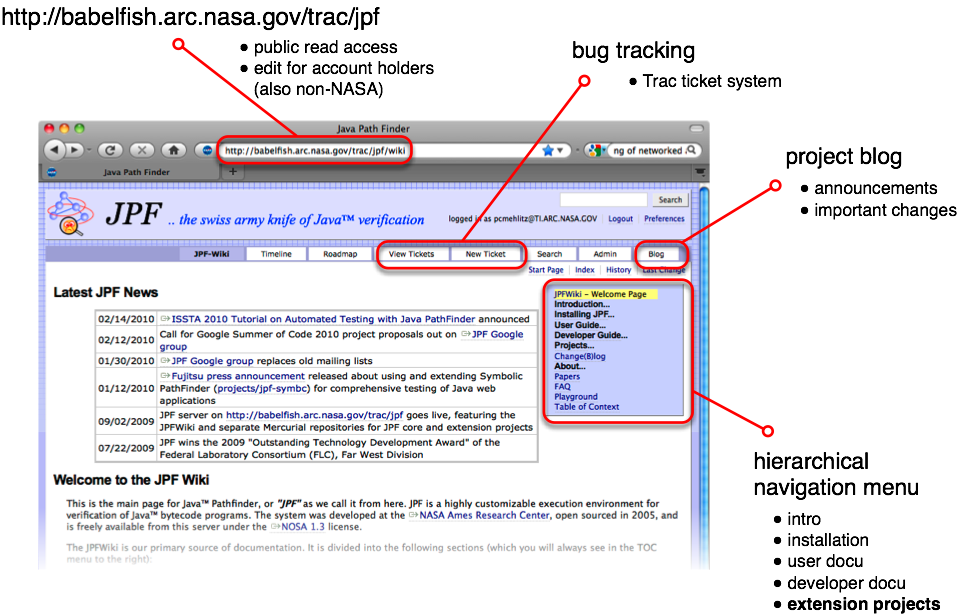 http://babelfish.arc.nasa.gov/trac/jpf
• public read access
• edit for account holders
(also non-NASA)
bug tracking
• Trac ticket system
project blog
• announcements
• important changes
Java Path Finder
http://babelfish.arc.nasa.gov/trac/jpf/wiki
ng of networked
Java Path Finder
+
Search
JPF .. the swiss army knife of Java™ verification
logged in as pcmehlitz@TI.ARC.NASA.GOV Logout Preferences
JPF-Wiki Timeline Roadmap View Tickets New Ticket Search Admin Blog
Start Page Index History Last Change
Latest JPF News
02/14/2010 ISSTA 2010 Tutorial on Automated Testing with Java PathFinder announced
02/12/2010 Call for Google Summer of Code 2010 project proposals out on JPF Google
group
01/30/2010 JPF Google group replaces old mailing lists
01/12/2010 Fujitsu press announcement released about using and extending Symbolic
PathFinder (projects/jpf-symbc) for comprehensive testing of Java web
applications
09/02/2009 JPF server on http://babelfish.arc.nasa.gov/trac/jpf goes live, featuring the
JPFWiki and separate Mercurial repositories for JPF core and extension projects
07/22/2009 JPF wins the 2009 "Outstanding Technology Development Award" of the
Federal Laboratory Consortium (FLC), Far West Division
JPFWiki - Welcome Page
Introduction...
Installing JPF...
User Guide...
Developer Guide...
Projects...
Change(B)log
About...
Papers
FAQ
Playground
Table of Context
Welcome to the JPF Wiki
This is the main page for Java™ Pathfinder, or "JPF" as we call it from here. JPF is a highly customizable execution environment for
verification of Java™ bytecode programs. The system was developed at the NASA Ames Research Center, open sourced in 2005, and
is freely available from this server under the NOSA 1.3 license.
The JPFWiki is our primary source of documentation. It is divided into the following sections (which you will always see in the TOC
menu to the right):
hierarchical
navigation menu
• intro
• installation
• user docu
• developer docu
• extension projects